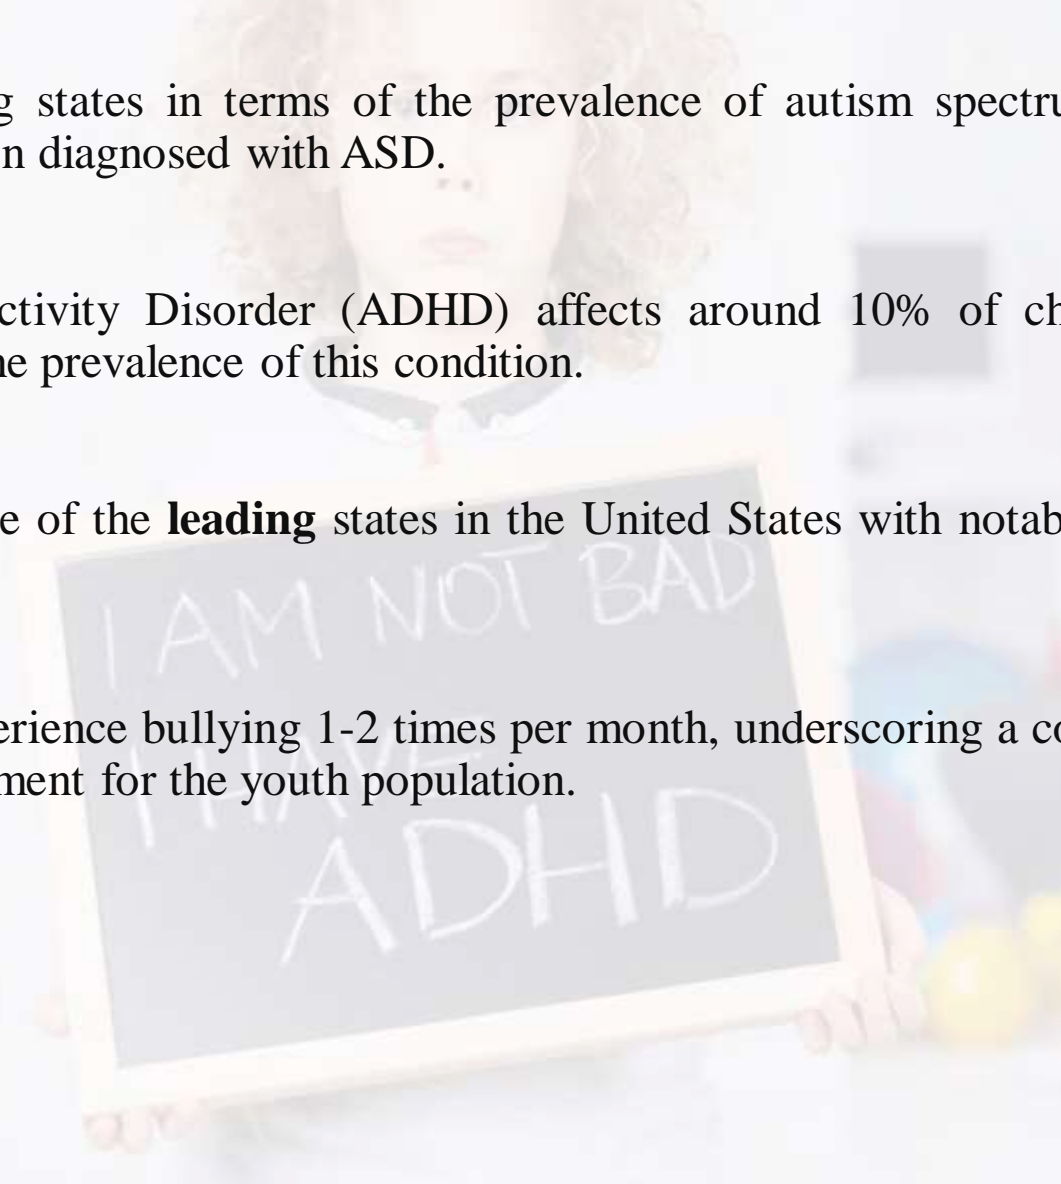 g states in terms of the prevalence of autism spectru
n diagnosed with ASD.
ctivity Disorder (ADHD) affects around 10% of ch
ne prevalence of this condition.
e of the leading states in the United States with notab
erience bullying 1-2 times per month, underscoring a co
ment for the youth population.
I AM NOT BAD
I HAVE
ADHD